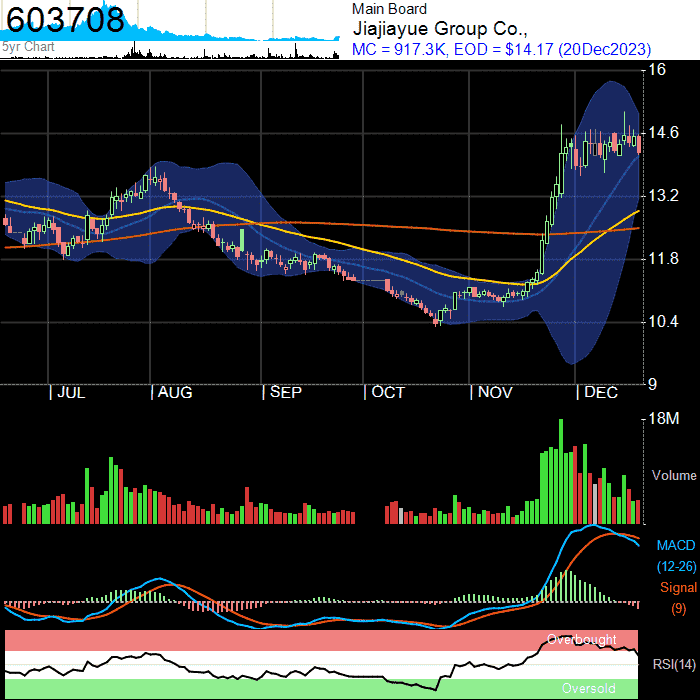 603708
5yr Chart
Main Board
Jiajiayue Group Co.,
MC = 917.3K, EOD = $14.17 (20Dec2023)
16
14.6
13.2
11.8
10.4
9
JUL
AUG
SEP
OCT
NOV
DEC
18M
Volume
MACD
(12-26)
Signal
(9)
Overbought
RSI(14)
Oversold